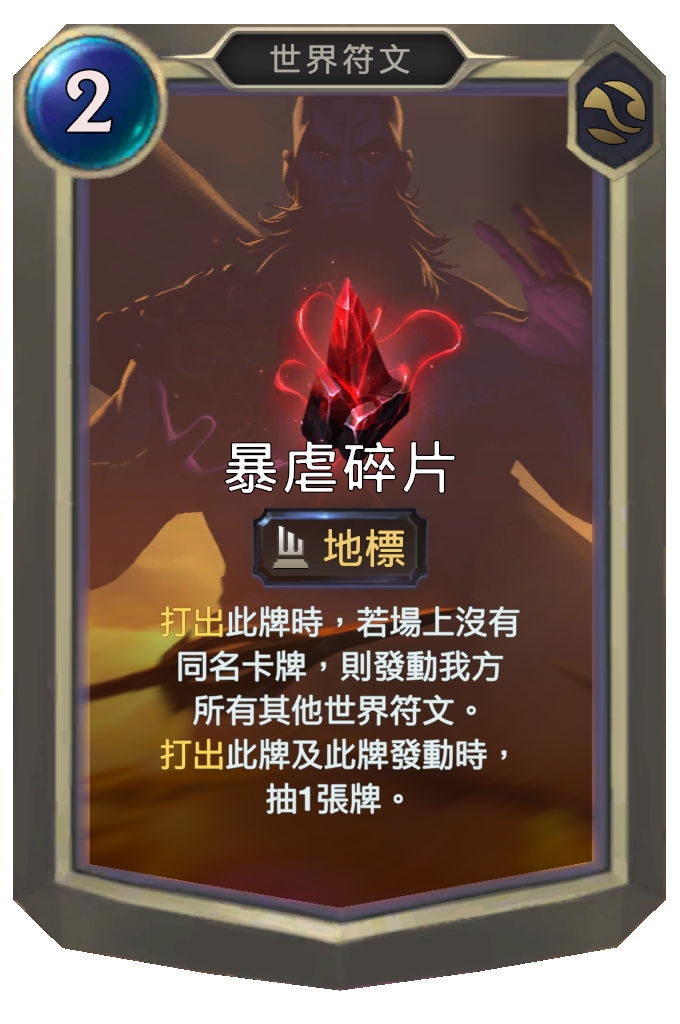 世界符文
2
暴虐碎片
地標
打出此牌時，若場上沒有
同名卡牌，則發動我方
所有其他世界符文。
打出此牌及此牌發動時，
抽1張牌。